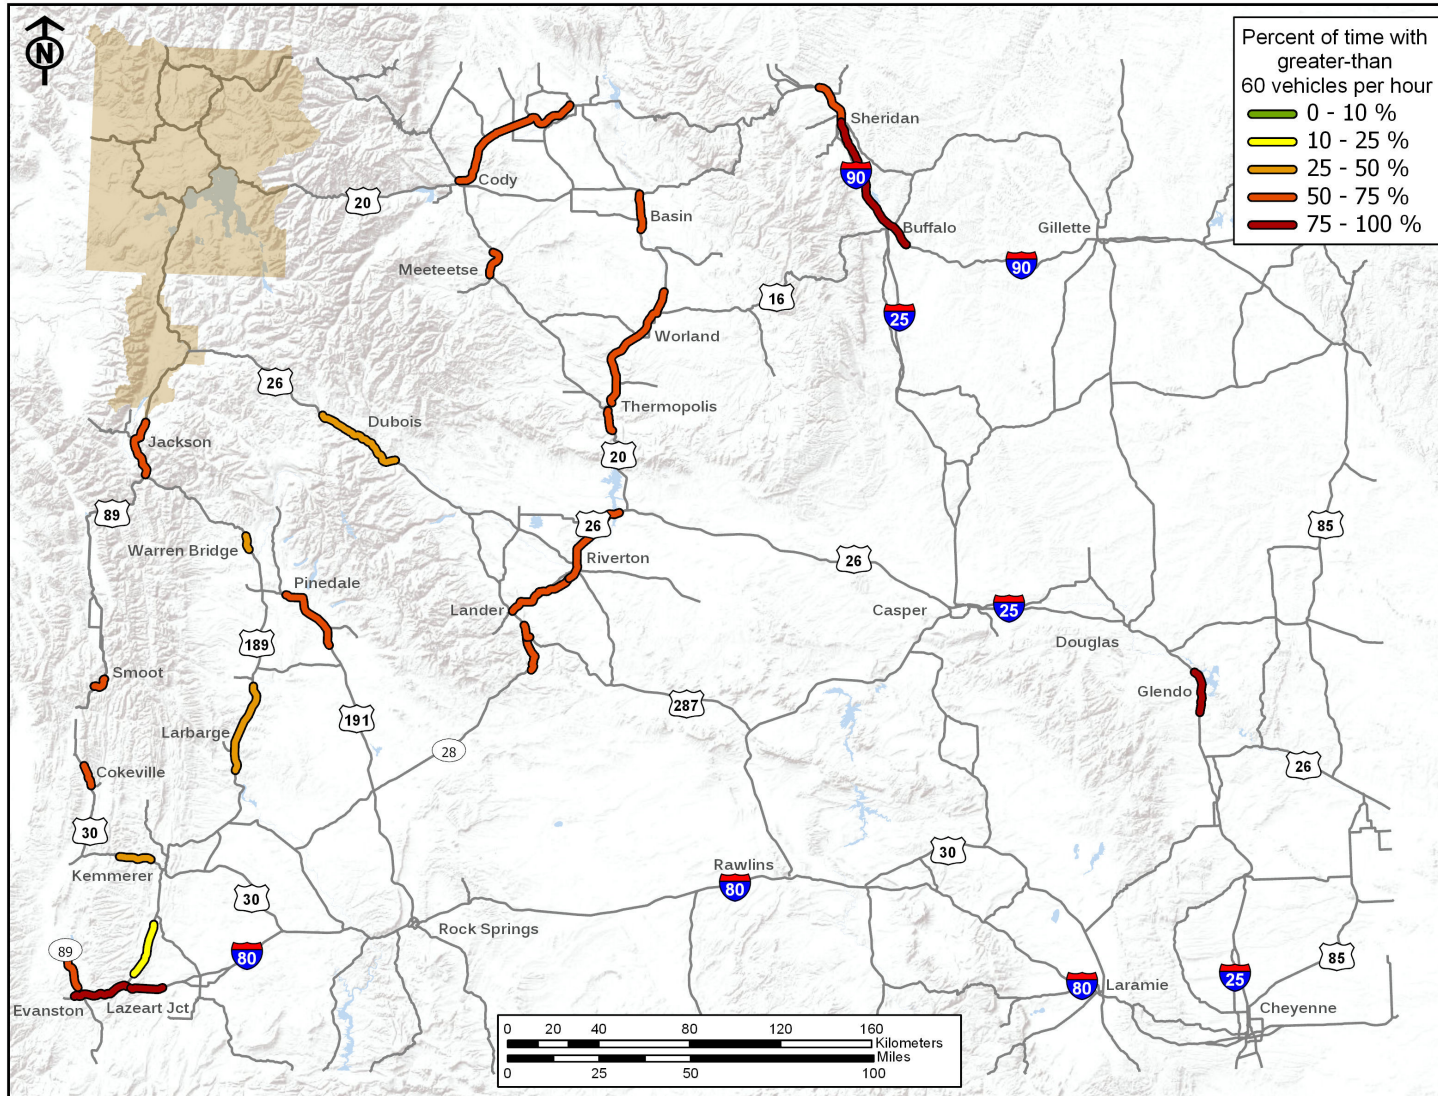 N
Percent of time with
greater-than
60 vehicles per hour
0 - 10 %
10 - 25 %
25 - 50 %
50 - 75 %
75 - 100 %
Sheridan
90
Cody
20
Basin
Buffalo
Gillette
Meeteetse
90
16
25
Worland
26
Thermopolis
Dubois
Jackson
20
89
26
85
Warren Bridge
Riverton
26
Pinedale
Lander
Casper
25
Douglas
189
26
Smoot
Glendo
287
191
Larbarge
28
26
Cokeville
30
30
Rawlins
Kemmerer
80
30
Rock Springs
89
80
85
25
80
Laramie
Evanston
Lazeart Jct.
Cheyenne
0 20 40 80 120 160
Kilometers
Miles
0 25 50 100